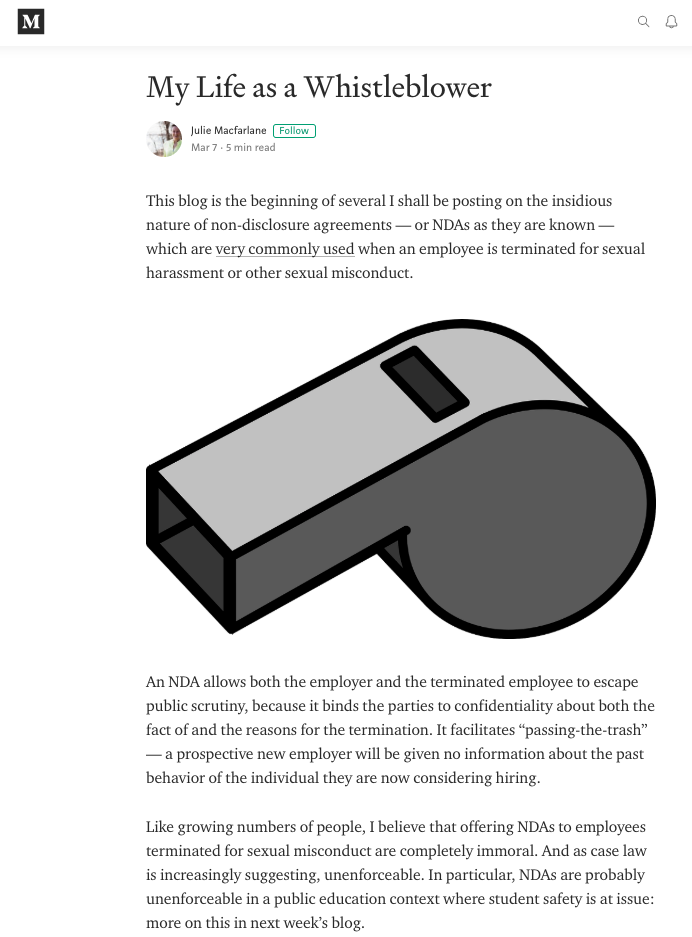 M
My Life as a Whistleblower
Julie Macfarlane Follow
Mar 7 · 5 min read
This blog is the beginning of several I shall be posting on the insidious
nature of non-disclosure agreements — or NDAs as they are known —
which are very commonly used when an employee is terminated for sexual
harassment or other sexual misconduct.
An NDA allows both the employer and the terminated employee to escape
public scrutiny, because it binds the parties to confidentiality about both the
fact of and the reasons for the termination. It facilitates “passing-the-trash”
— a prospective new employer will be given no information about the past
behavior of the individual they are now considering hiring.
Like growing numbers of people, I believe that offering NDAs to employees
terminated for sexual misconduct are completely immoral. And as case law
is increasingly suggesting, unenforceable. In particular, NDAs are probably
unenforceable in a public education context where student safety is at issue:
more on this in next week’s blog.